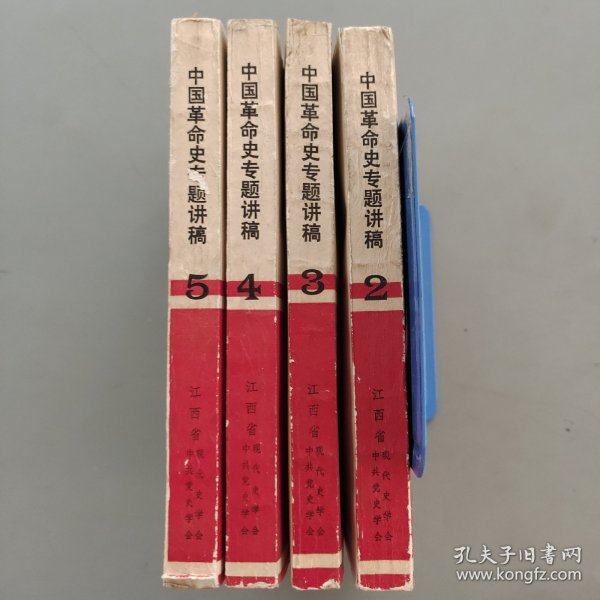 中国革命史专题讲稿
5
江西省现代史学会
中共党史学会
中国革命史专题讲稿
4
江西省现代史学会
中共党史学会
中国革命史专题讲稿
3
江西省现代史学会
中共党史学会
中国革命史专题讲稿
2
江西省现代史学会
中共党史学会
孔夫子旧书网
www.kongfz.com